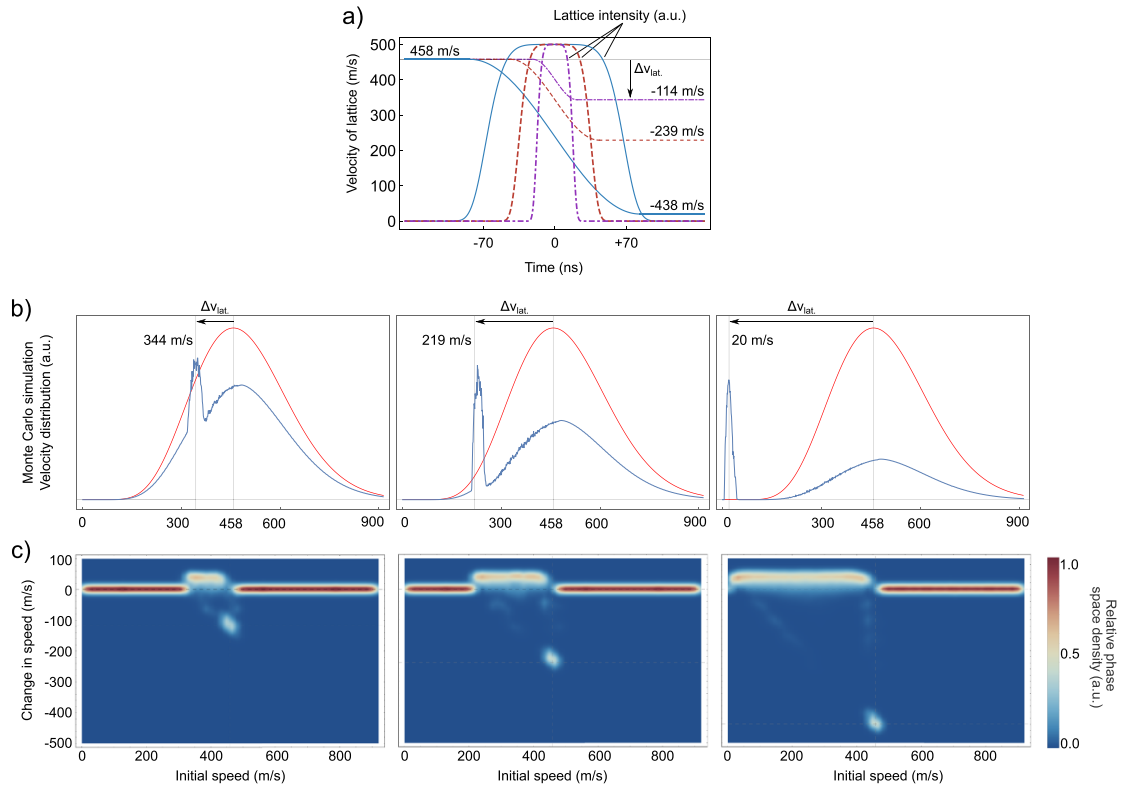 a)
Lattice intensity (a.u.)
Velocity of lattice (m/s)
500
400
300
200
100
0
458 m/s
Δvlat.
-114 m/s
-239 m/s
-438 m/s
-70 0 +70
Time (ns)
b)
Monte Carlo simulation
Velocity distribution (a.u.)
Δvlat.
344 m/s
0 300 458 600 900
Δvlat.
219 m/s
0 300 458 600 900
Δvlat.
20 m/s
0 300 458 600 900
c)
Change in speed (m/s)
100
0
-100
-200
-300
-400
-500
0 200 400 600 800
Initial speed (m/s)
0 200 400 600 800
Initial speed (m/s)
0 200 400 600 800
Initial speed (m/s)
1.0
0.5
0.0
Relative phase
space density (a.u.)